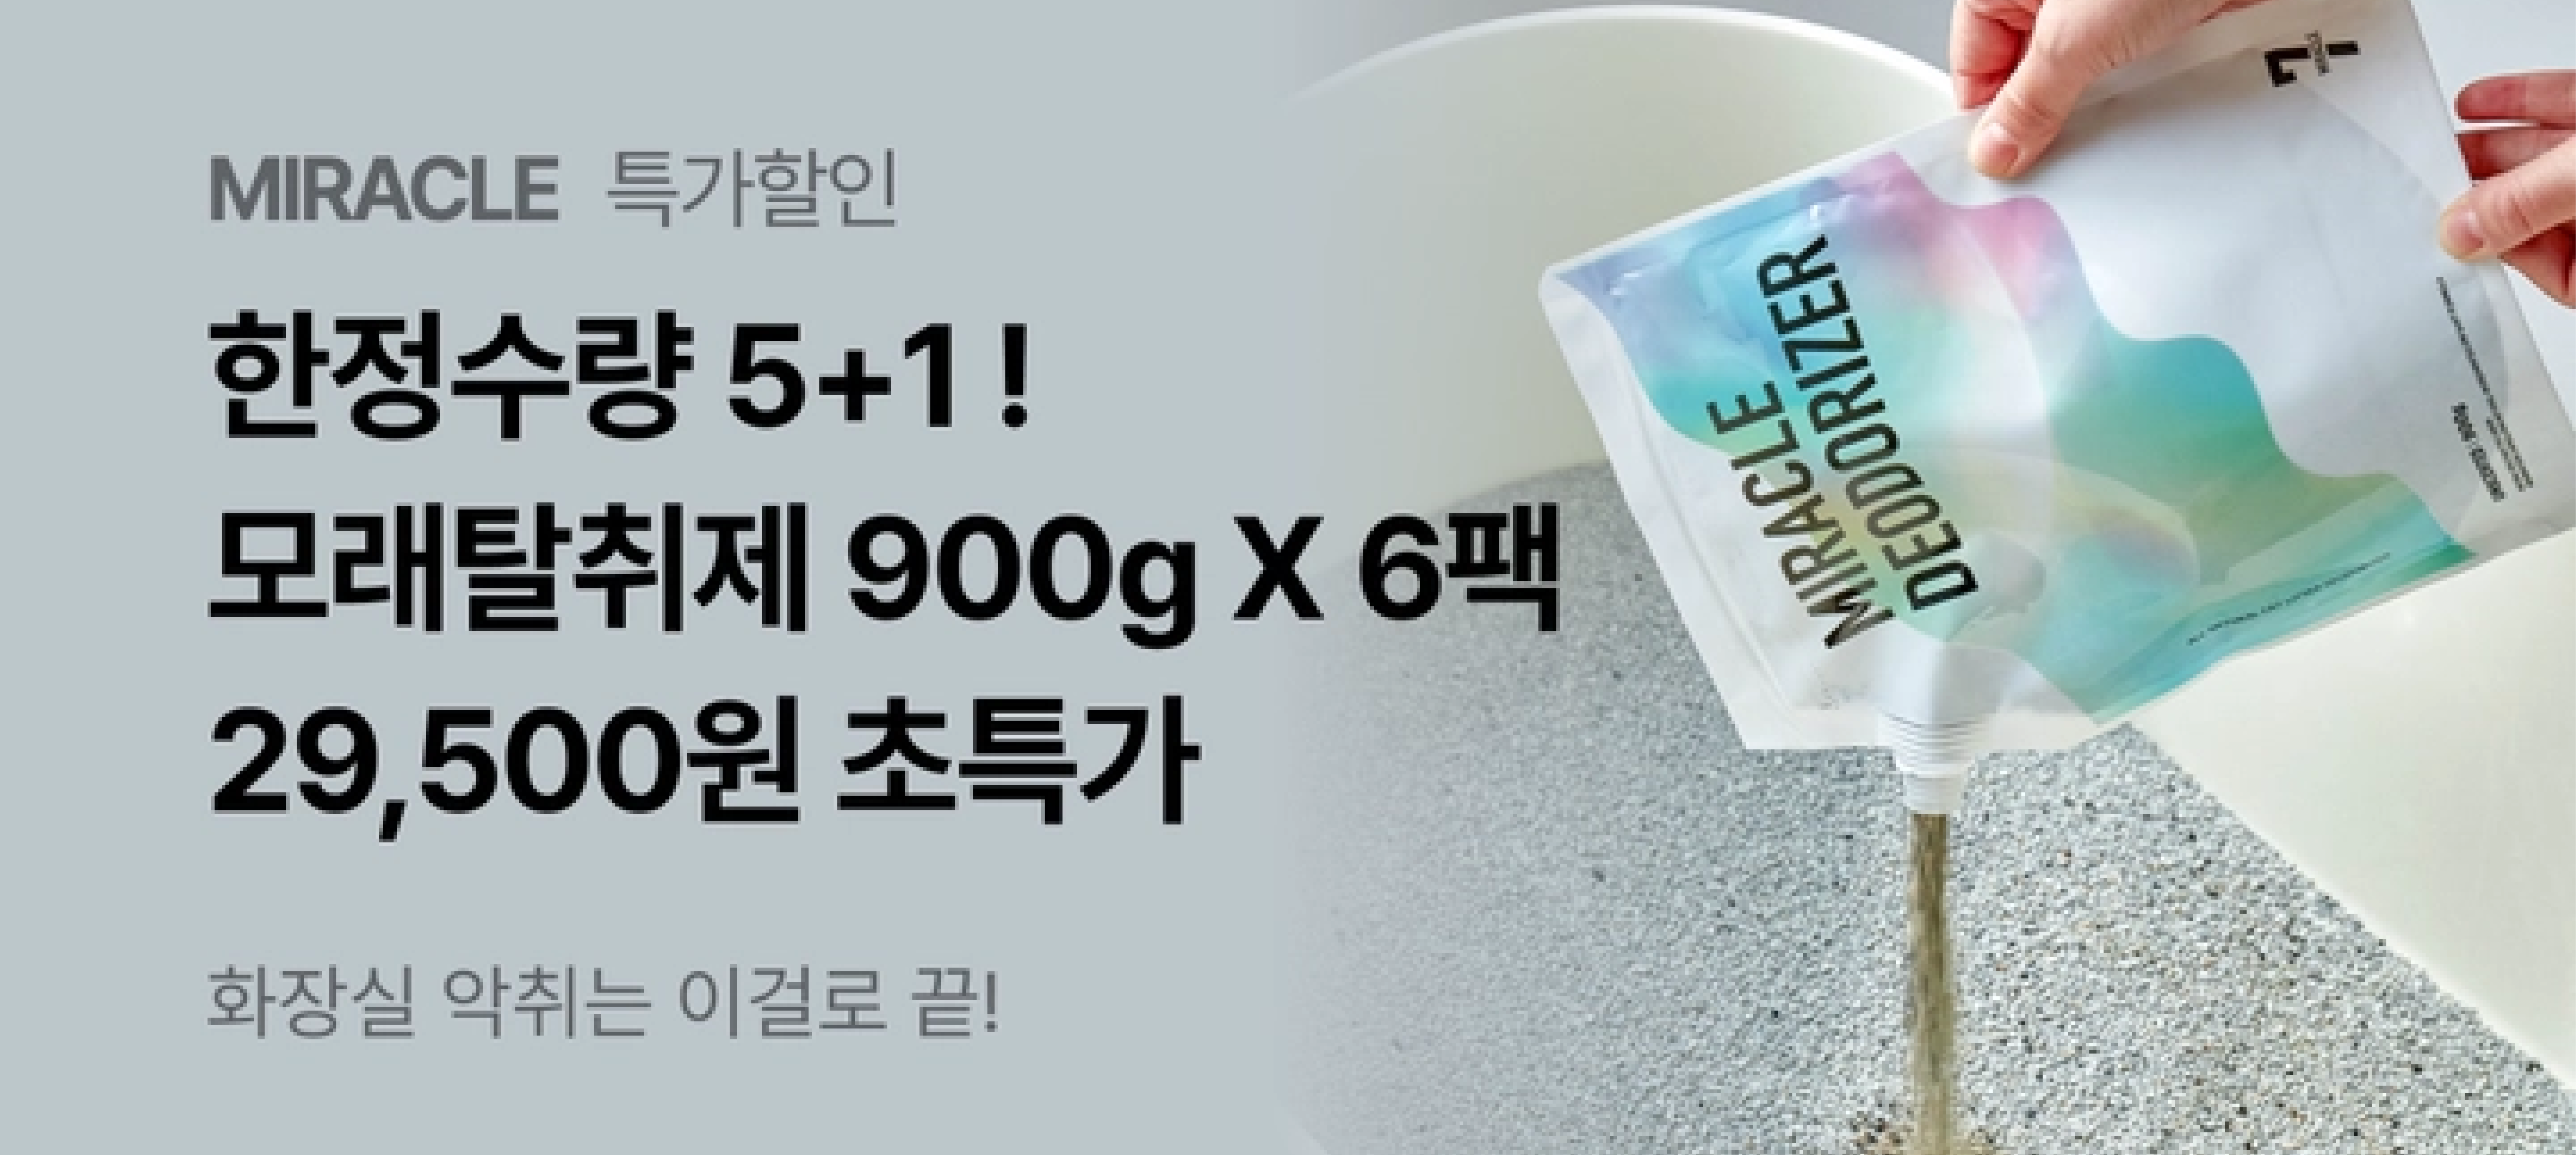 MIRACLE 특가할인
한정수량 5+1 !
모래탈취제 900g X 6팩
29,500원 초특가
화장실 악취는 이걸로 끝!
MIRACLE
DEODORIZER